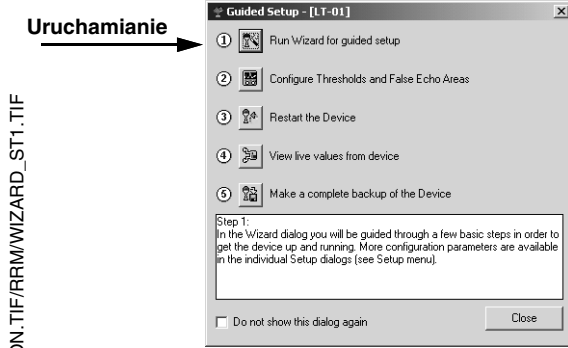 Uruchamianie
Guided Setup - [LT-01]
1 Run Wizard for guided setup
2 Configure Thresholds and False Echo Areas
3 Restart the Device
4 View live values from device
5 Make a complete backup of the Device
Step 1:
In the Wizard dialog you will be guided through a few basic steps in order to
get the device up and running. More configuration parameters are available
in the individual Setup dialogs (see Setup menu).
Do not show this dialog again
Close
ON.TIF/RRM/WIZARD_ST1.TIF